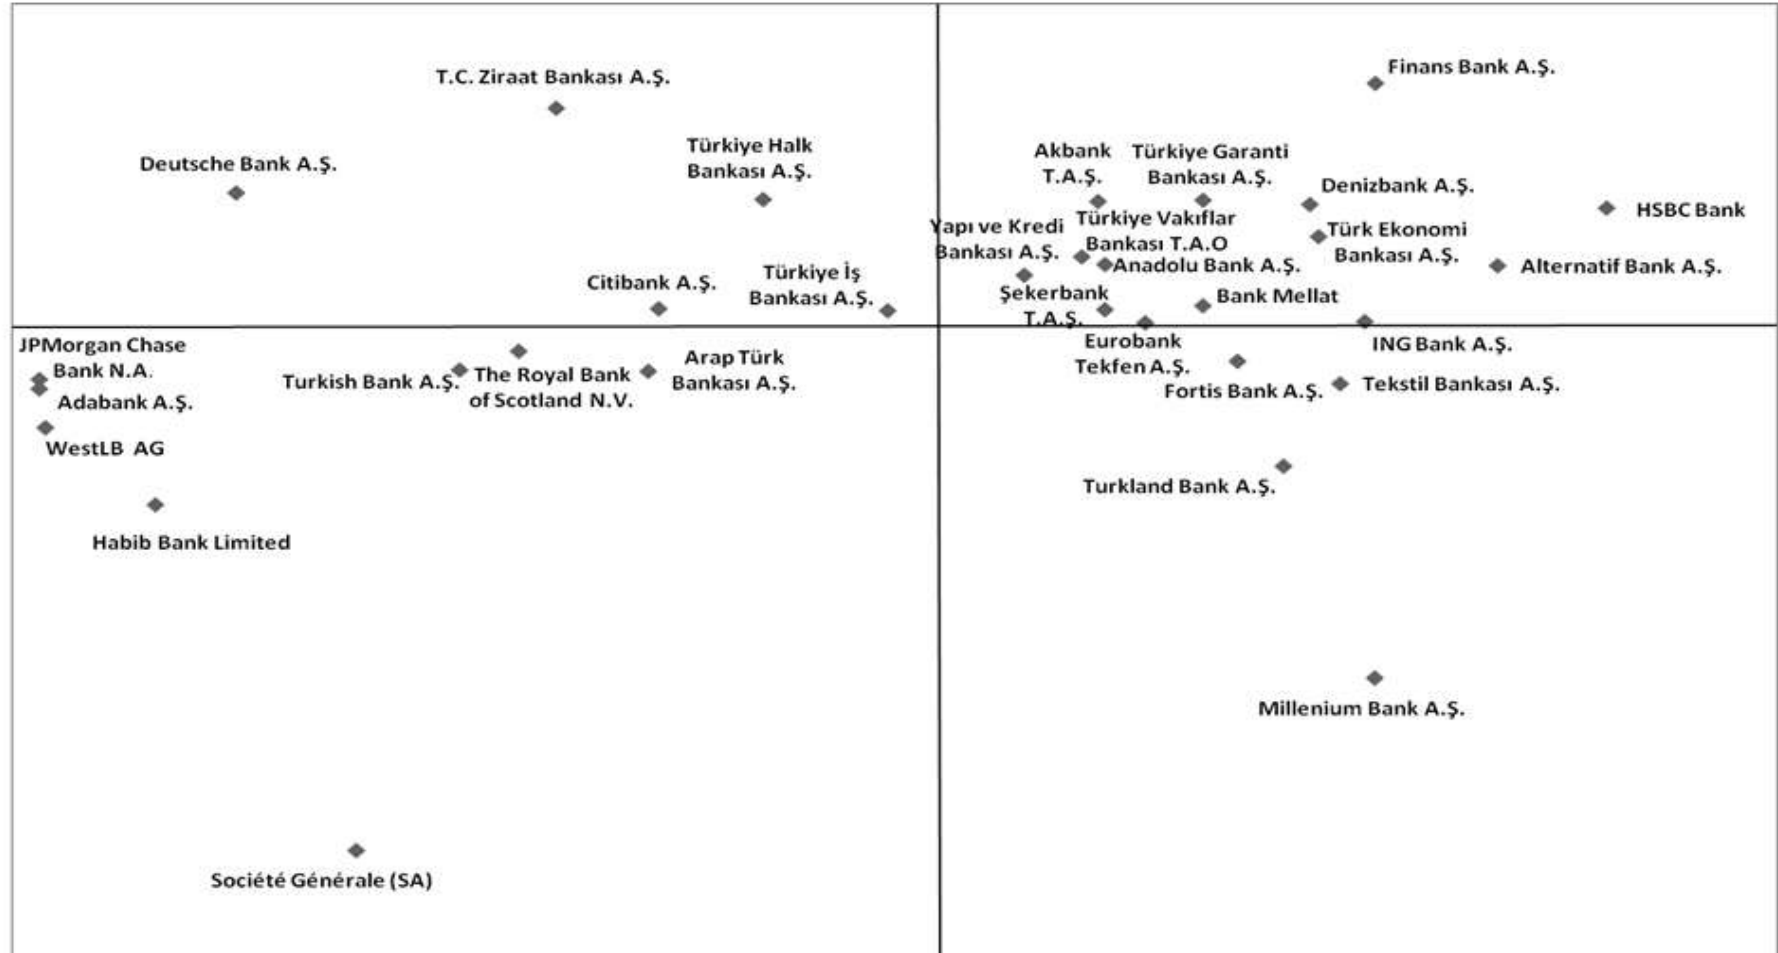 Finans Bank A.Ş.
T.C. Ziraat Bankası A.Ş.
Türkiye Halk
Bankası A.Ş.
Akbank
T.A.Ş.
Türkiye Garanti
Bankası A.Ş.
Deutsche Bank A.Ş.
Denizbank A.Ş.
HSBC Bank
Yapı ve Kredi
Bankası A.Ş.
Türkiye Vakıflar
Bankası T.A.O
Türk Ekonomi
Bankası A.Ş.
Anadolu Bank A.Ş.
Alternatif Bank A.Ş.
Citibank A.Ş.
Türkiye İş
Bankası A.Ş.
Şekerbank
T.A.Ş.
Bank Mellat
JPMorgan Chase
Bank N.A.
Adabank A.Ş.
WestLB AG
Turkish Bank A.Ş.
The Royal Bank
of Scotland N.V.
Arap Türk
Bankası A.Ş.
Eurobank
Tekfen A.Ş.
ING Bank A.Ş.
Fortis Bank A.Ş.
Tekstil Bankası A.Ş.
Turkland Bank A.Ş.
Habib Bank Limited
Millenium Bank A.Ş.
Société Générale (SA)